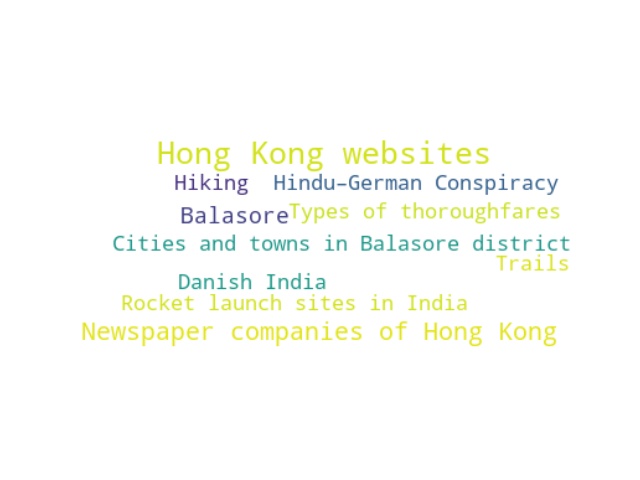 Hong Kong websites
Hiking Hindu–German Conspiracy
Balasore Types of thoroughfares
Cities and towns in Balasore district
Trails
Danish India
Rocket launch sites in India
Newspaper companies of Hong Kong